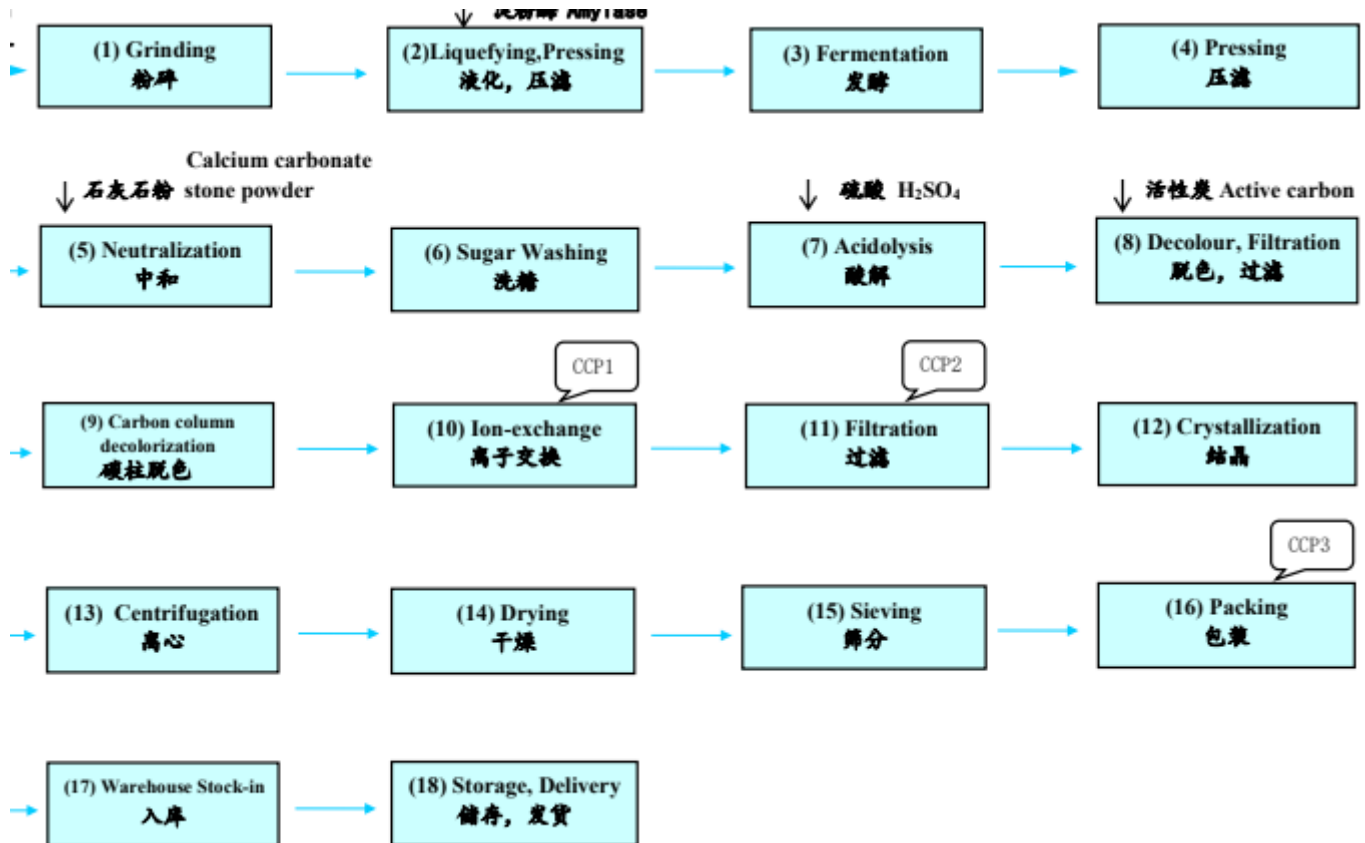 淀粉酶 Amylase
(1) Grinding
粉碎
(2)Liquefying,Pressing
液化，压滤
(3) Fermentation
发酵
(4) Pressing
压滤
Calcium carbonate
石灰石粉 stone powder
硫酸 H₂SO₄
活性炭 Active carbon
(5) Neutralization
中和
(6) Sugar Washing
洗糖
(7) Acidolysis
酸解
(8) Decolour, Filtration
脱色，过滤
CCP1
CCP2
(9) Carbon column
decolorization
碳柱脱色
(10) Ion-exchange
离子交换
(11) Filtration
过滤
(12) Crystallization
结晶
CCP3
(13) Centrifugation
离心
(14) Drying
干燥
(15) Sieving
筛分
(16) Packing
包装
(17) Warehouse Stock-in
入库
(18) Storage, Delivery
储存，发货